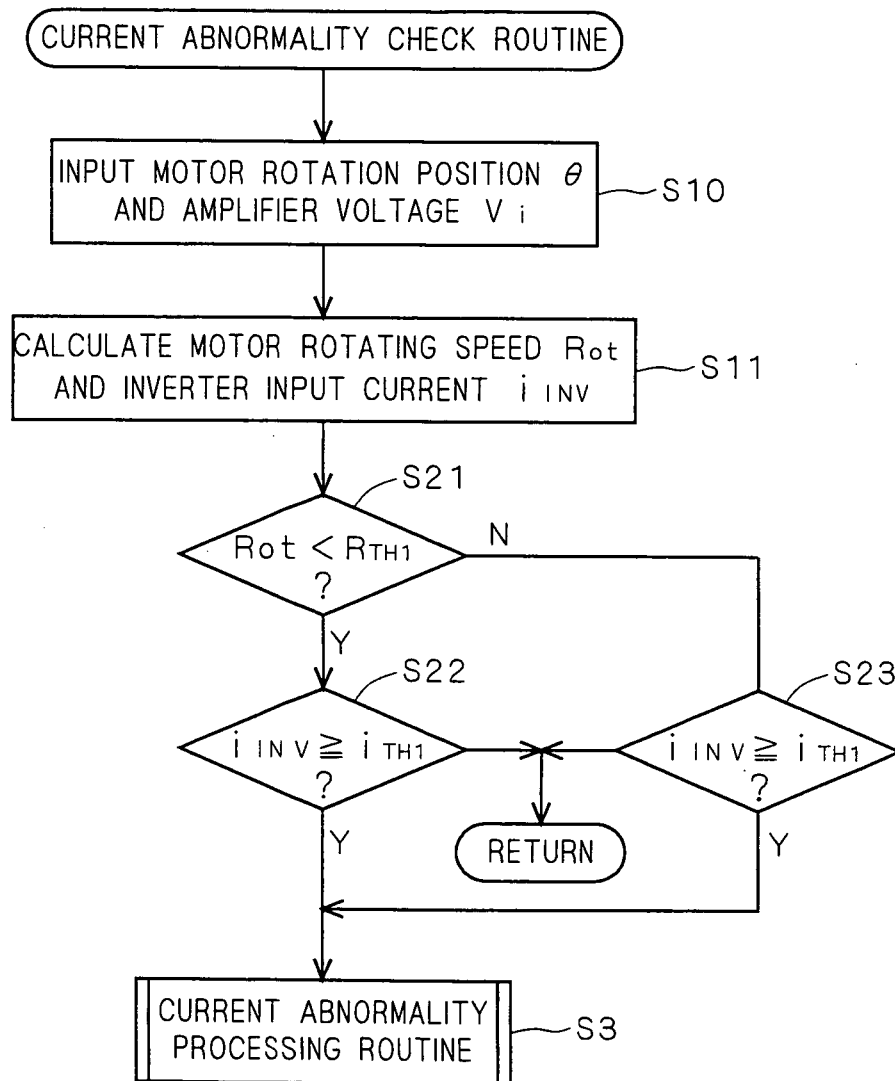 CURRENT ABNORMALITY CHECK ROUTINE
INPUT MOTOR ROTATION POSITION θ
AND AMPLIFIER VOLTAGE Vi
S10
CALCULATE MOTOR ROTATING SPEED Rot
AND INVERTER INPUT CURRENT iINV
S11
S21
Rot < RTH1
?
N
Y
S22
iINV ≧ iTH1
?
S23
iINV ≧ iTH1
?
Y
RETURN
Y
CURRENT ABNORMALITY
PROCESSING ROUTINE
S3